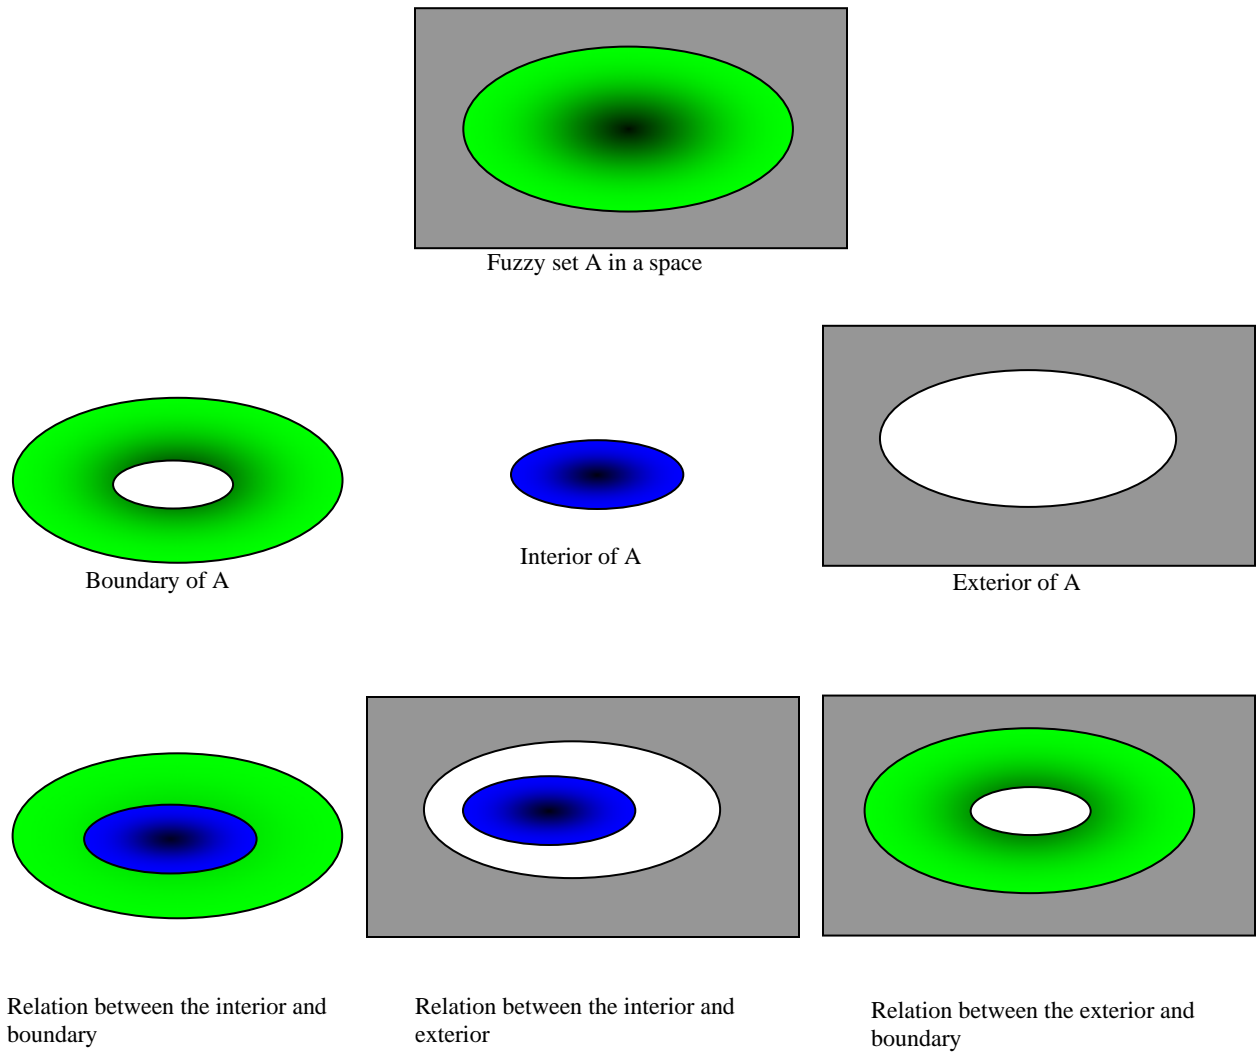 Fuzzy set A in a space
Boundary of A
Interior of A
Exterior of A
Relation between the interior and
boundary
Relation between the interior and
exterior
Relation between the exterior and
boundary